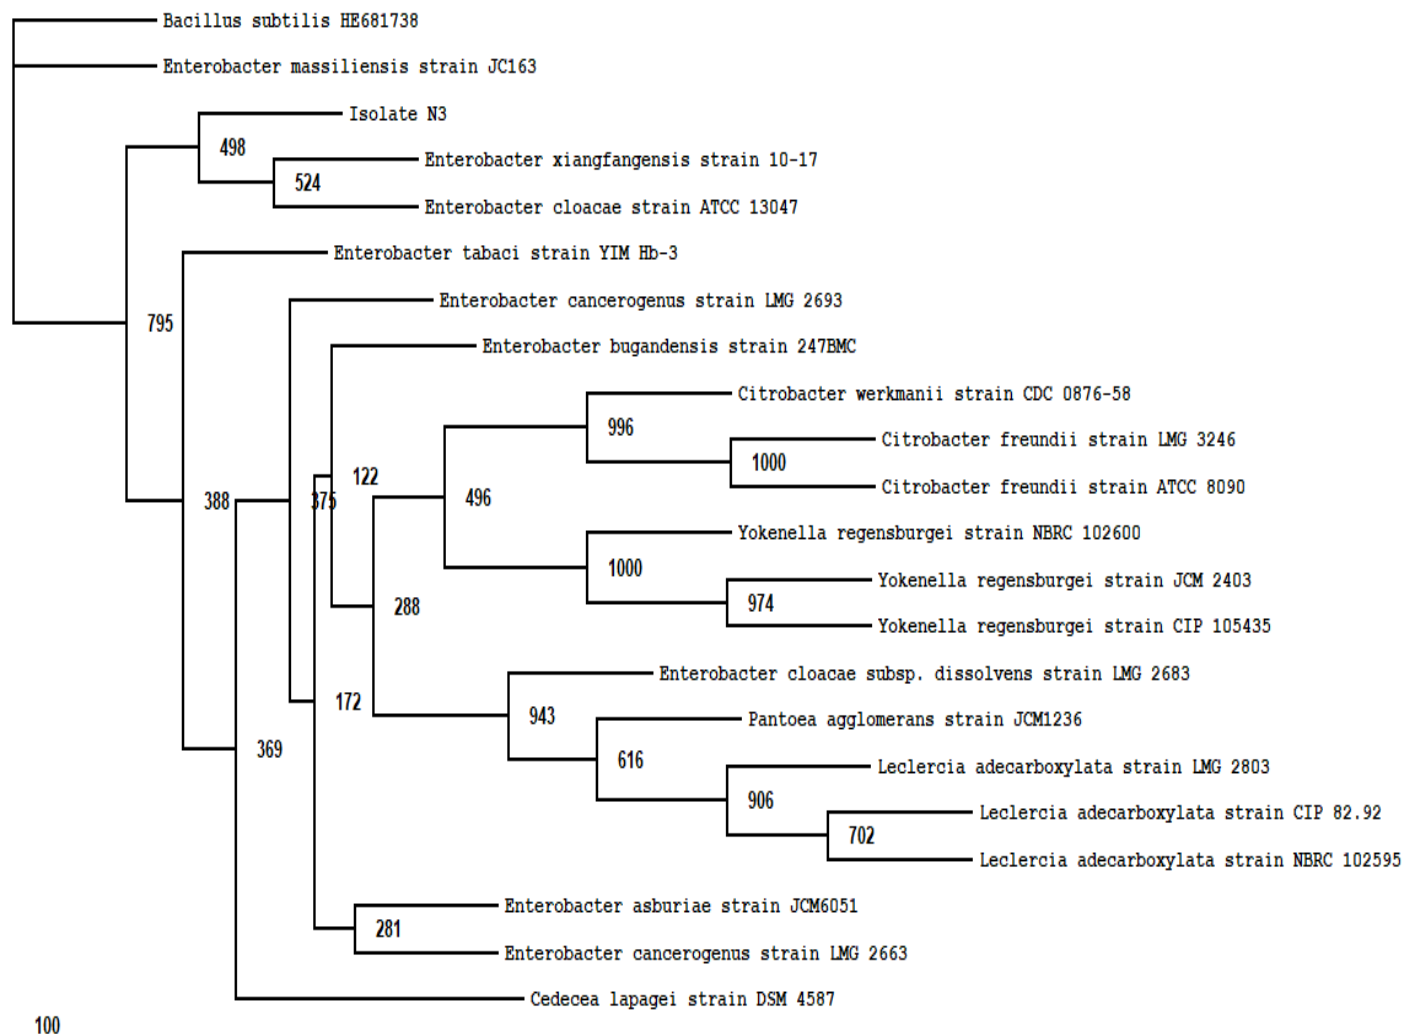 Bacillus subtilis HE681738
Enterobacter massiliensis strain JC163
Isolate N3
498
Enterobacter xiangfangensis strain 10-17
524
Enterobacter cloacae strain ATCC 13047
Enterobacter tabaci strain YIM Hb-3
Enterobacter cancerogenus strain LMG 2693
795
Enterobacter bugandensis strain 247BMC
Citrobacter werkmanii strain CDC 0876-58
996
Citrobacter freundii strain LMG 3246
1000
122
Citrobacter freundii strain ATCC 8090
388
375
496
Yokenella regensburgei strain NBRC 102600
1000
Yokenella regensburgei strain JCM 2403
974
288
Yokenella regensburgei strain CIP 105435
Enterobacter cloacae subsp. dissolvens strain LMG 2683
172
943
Pantoea agglomerans strain JCM1236
369
616
Leclercia adecarboxylata strain LMG 2803
906
Leclercia adecarboxylata strain CIP 82.92
702
Leclercia adecarboxylata strain NBRC 102595
Enterobacter asburiae strain JCM6051
281
Enterobacter cancerogenus strain LMG 2663
Cedecea lapagei strain DSM 4587
100